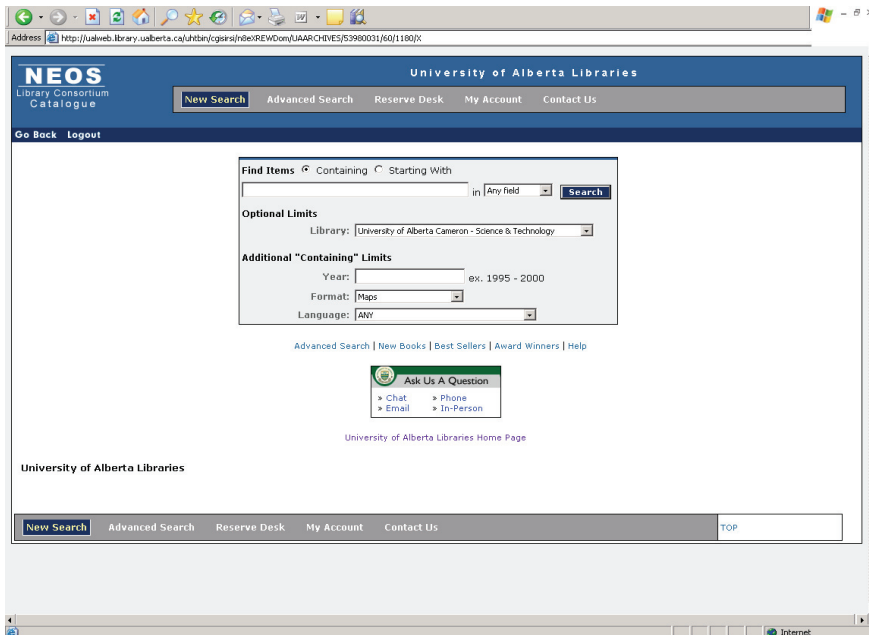 Address http://ualweb.library.ualberta.ca/uhtbin/cgisirsi/n8eXREWDom/UAARCHIVES/53980031/60/1180/X
NEOS
Library Consortium
Catalogue
University of Alberta Libraries
New Search Advanced Search Reserve Desk My Account Contact Us
Go Back Logout
Find Items Containing Starting With
in Any field Search
Optional Limits
Library: University of Alberta Cameron - Science & Technology
Additional "Containing" Limits
Year: ex. 1995 - 2000
Format: Maps
Language: ANY
Advanced Search | New Books | Best Sellers | Award Winners | Help
Ask Us A Question
» Chat » Phone
» Email » In-Person
University of Alberta Libraries Home Page
University of Alberta Libraries
New Search Advanced Search Reserve Desk My Account Contact Us TOP
Internet